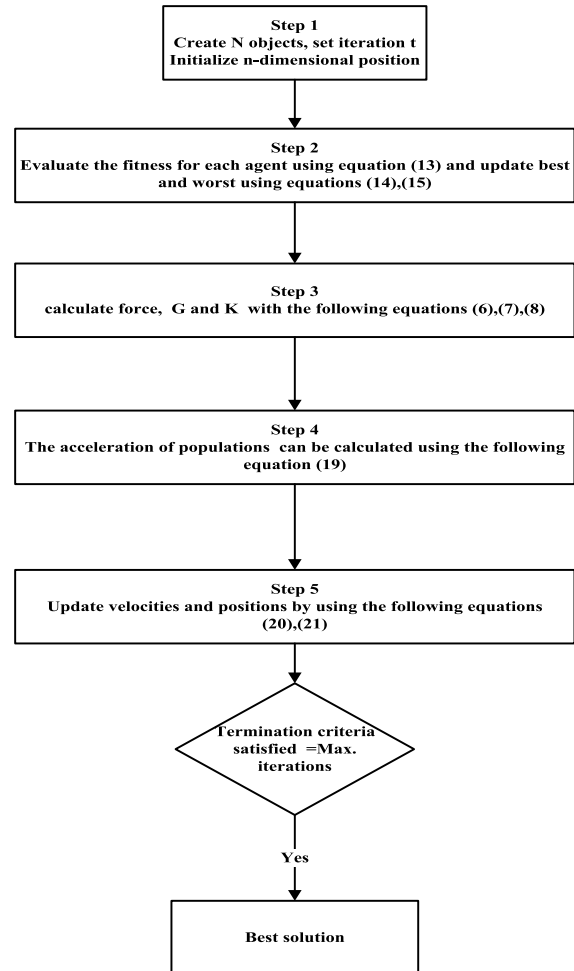 Step 1
Create N objects, set iteration t
Initialize n-dimensional position
Step 2
Evaluate the fitness for each agent using equation (13) and update best
and worst using equations (14),(15)
Step 3
calculate force, G and K with the following equations (6),(7),(8)
Step 4
The acceleration of populations can be calculated using the following
equation (19)
Step 5
Update velocities and positions by using the following equations
(20),(21)
Termination criteria
satisfied =Max.
iterations
Yes
Best solution